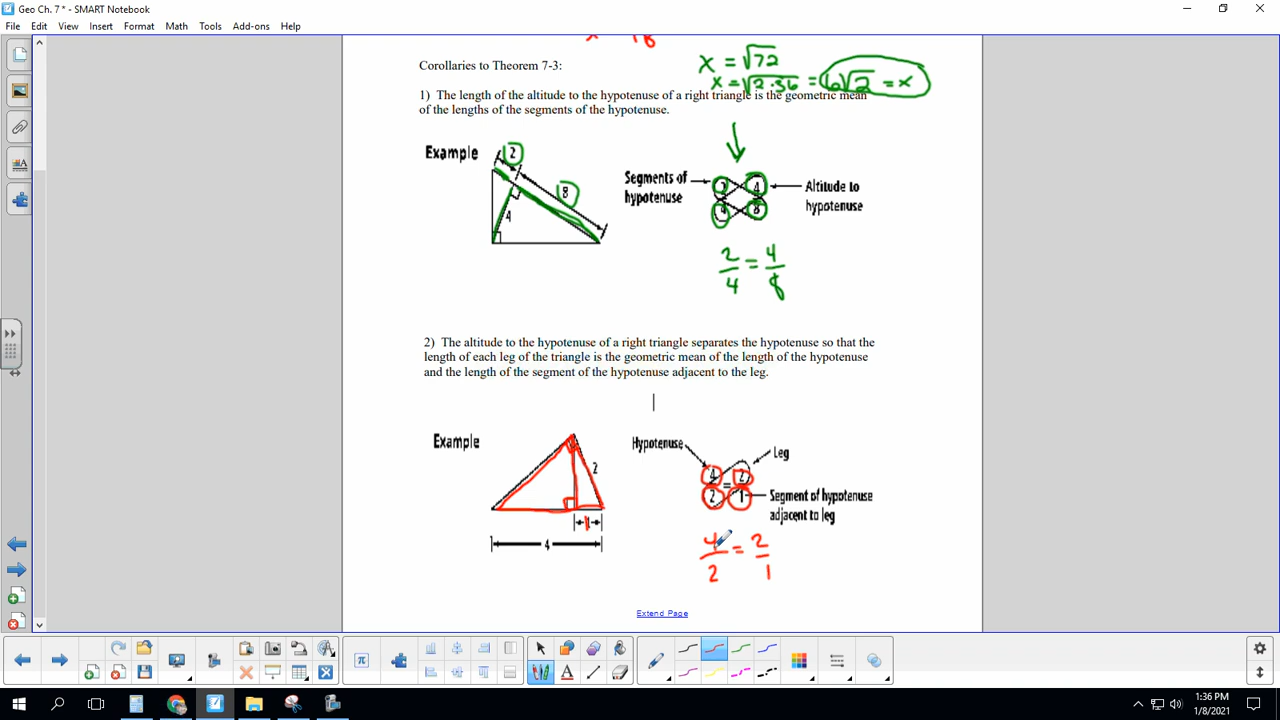 Geo Ch. 7 * - SMART Notebook
File Edit View Insert Format Math Tools Add-ons Help
18
x = √72
Corollaries to Theorem 7-3:
x = √2·36 = 6√2 = x
1) The length of the altitude to the hypotenuse of a right triangle is the geometric mean
of the lengths of the segments of the hypotenuse.
Example
2
8
4
Segments of
hypotenuse
2 4
4 8
Altitude to
hypotenuse
2/4 = 4/8
2) The altitude to the hypotenuse of a right triangle separates the hypotenuse so that the
length of each leg of the triangle is the geometric mean of the length of the hypotenuse
and the length of the segment of the hypotenuse adjacent to the leg.
Example
2
1
4
Hypotenuse
Leg
4 = 2
2 1
Segment of hypotenuse
adjacent to leg
4/2 = 2/1
Extend Page
π
A
1:36 PM
1/8/2021